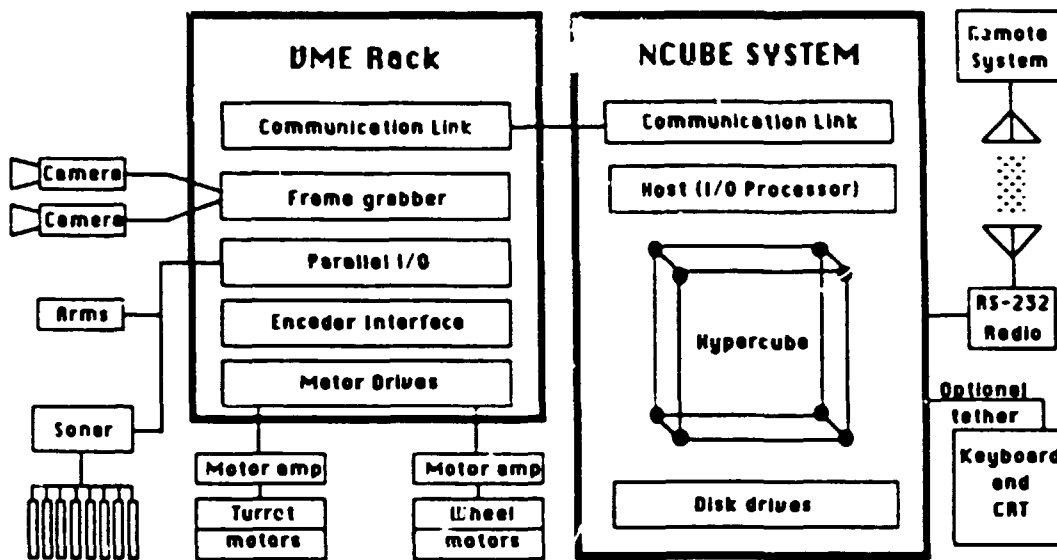 VME Rack
Communication Link
Frame grabber
Parallel I/O
Encoder Interface
Motor Drives
Camera
Camera
Arms
Sonar
Motor amp
Turret
motors
Motor amp
Wheel
motors
NCUBE SYSTEM
Communication Link
Host (I/O Processor)
Hypercube
Disk drives
Remote
System
RS-232
Radio
Optional
tether
Keyboard
and
CRT